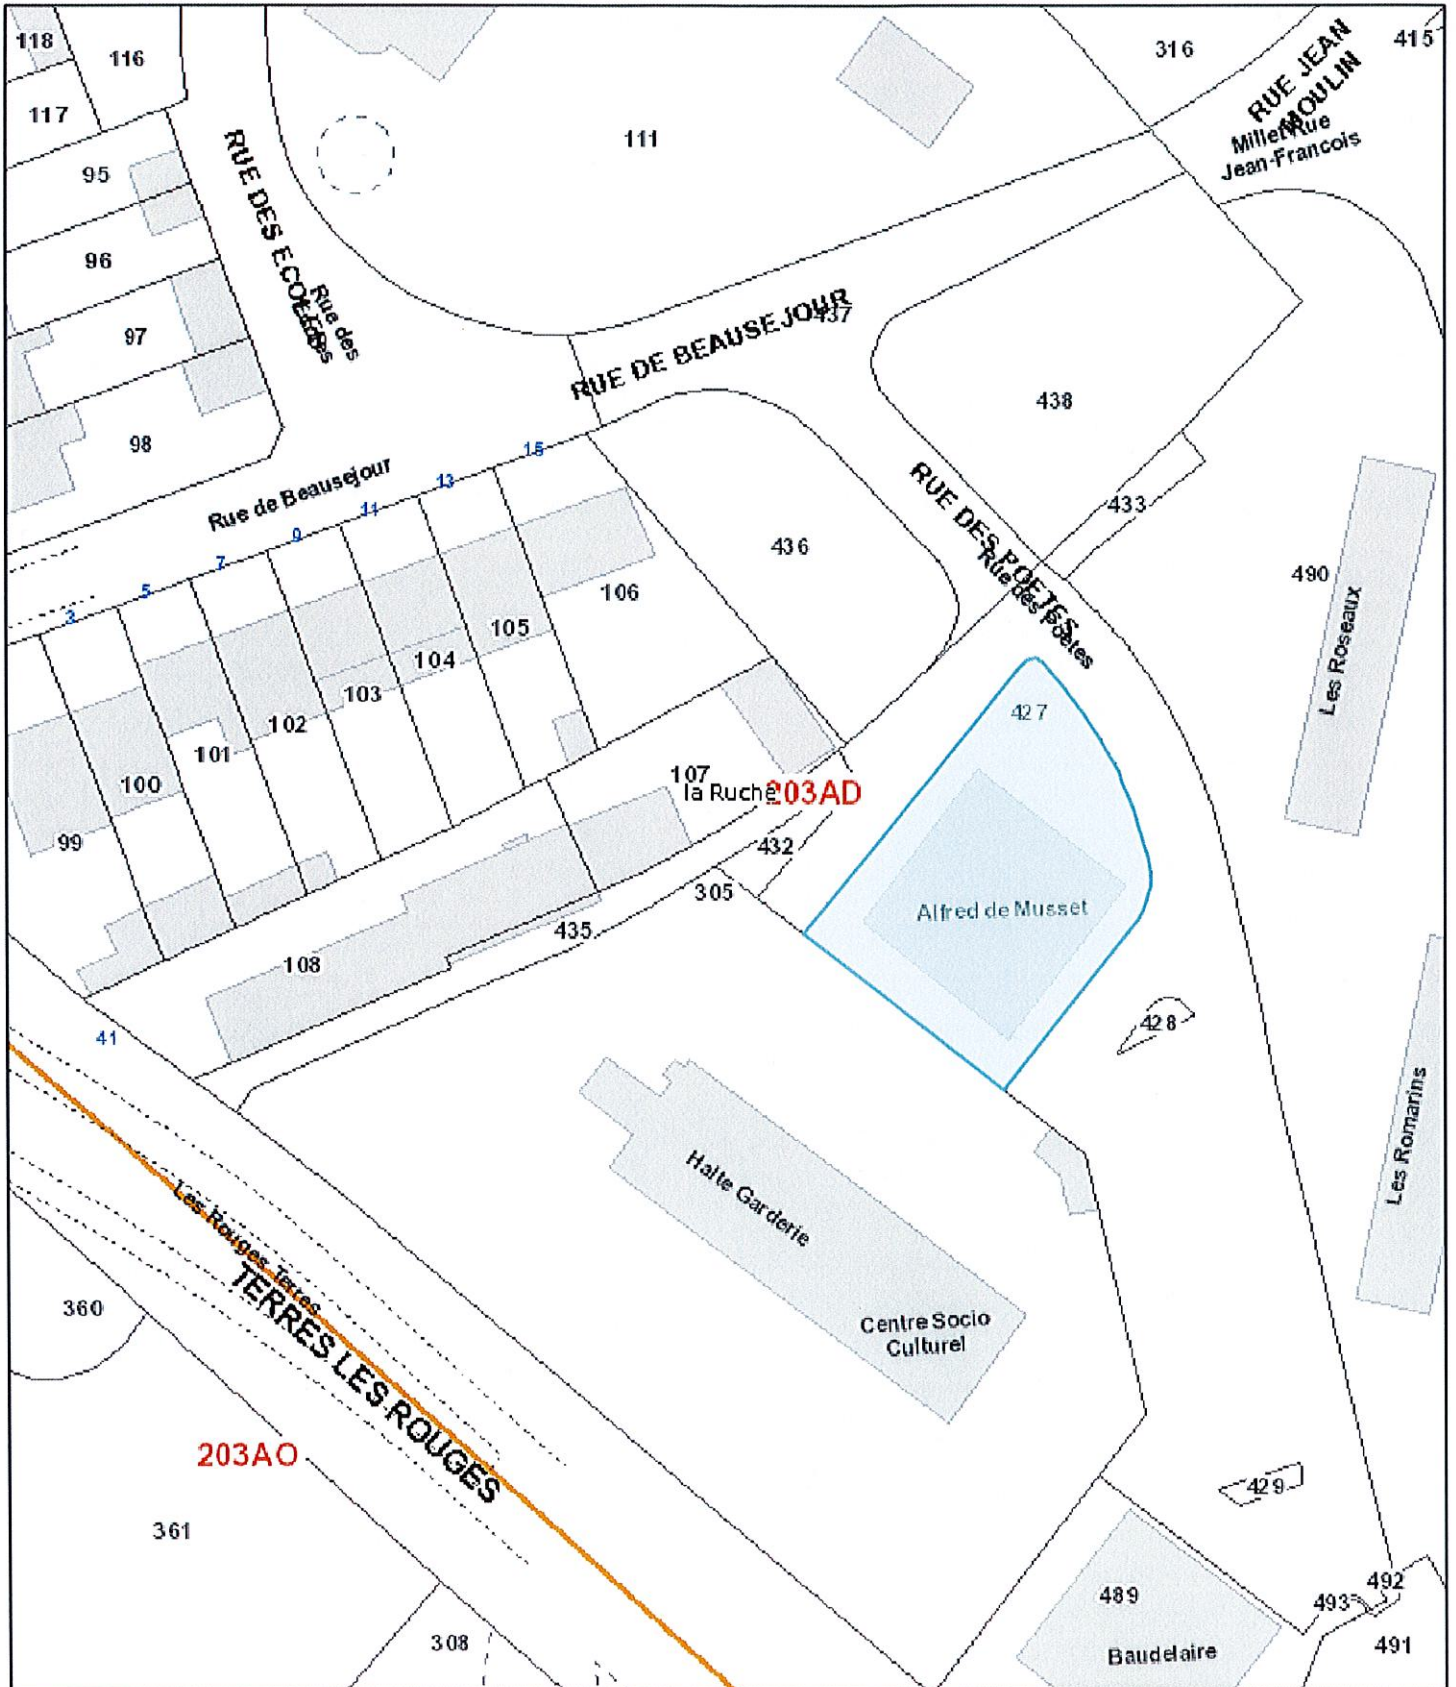 118
116
316
415
RUE JEAN
MOULIN
117
111
Millet Rue
Jean-Francois
95
RUE DES ECOLES
96
Rue des
Ecoles
97
437
RUE DE BEAUSEJOUR
438
98
15
Rue de Beausejour
13
11
9
7
5
3
RUE DES POETES
Rue des Poetes
433
436
490
Les Roseaux
106
105
104
103
102
101
100
99
427
107
la Ruche
203AD
432
305
Alfred de Musset
435
108
41
428
Halte Garderie
Les Romarins
Les Rouges Terres
TERRES LES ROUGES
360
Centre Socio
Culturel
203AO
361
429
489
492
493
308
Baudelaire
491